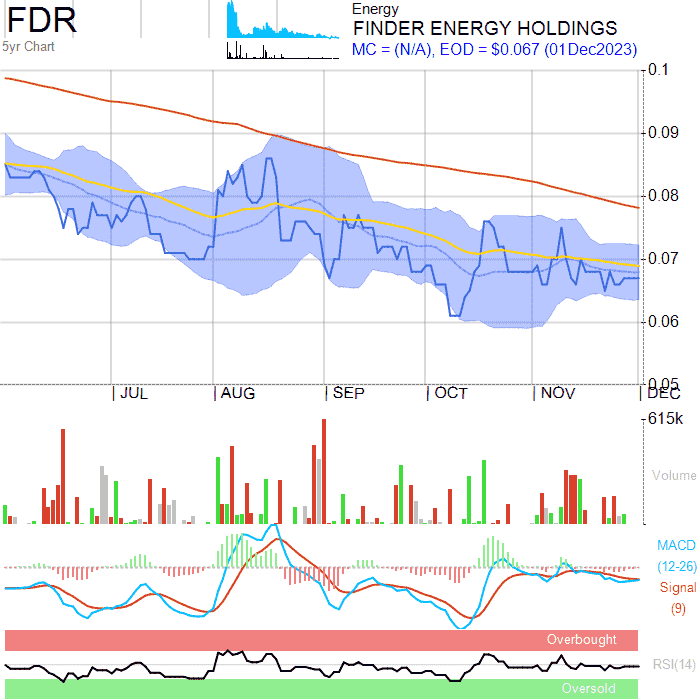 FDR
5yr Chart
Energy
FINDER ENERGY HOLDINGS
MC = (N/A), EOD = $0.067 (01Dec2023)
0.1
0.09
0.08
0.07
0.06
0.05
JUL AUG SEP OCT NOV DEC
615k
Volume
MACD
(12-26)
Signal
(9)
Overbought
RSI(14)
Oversold